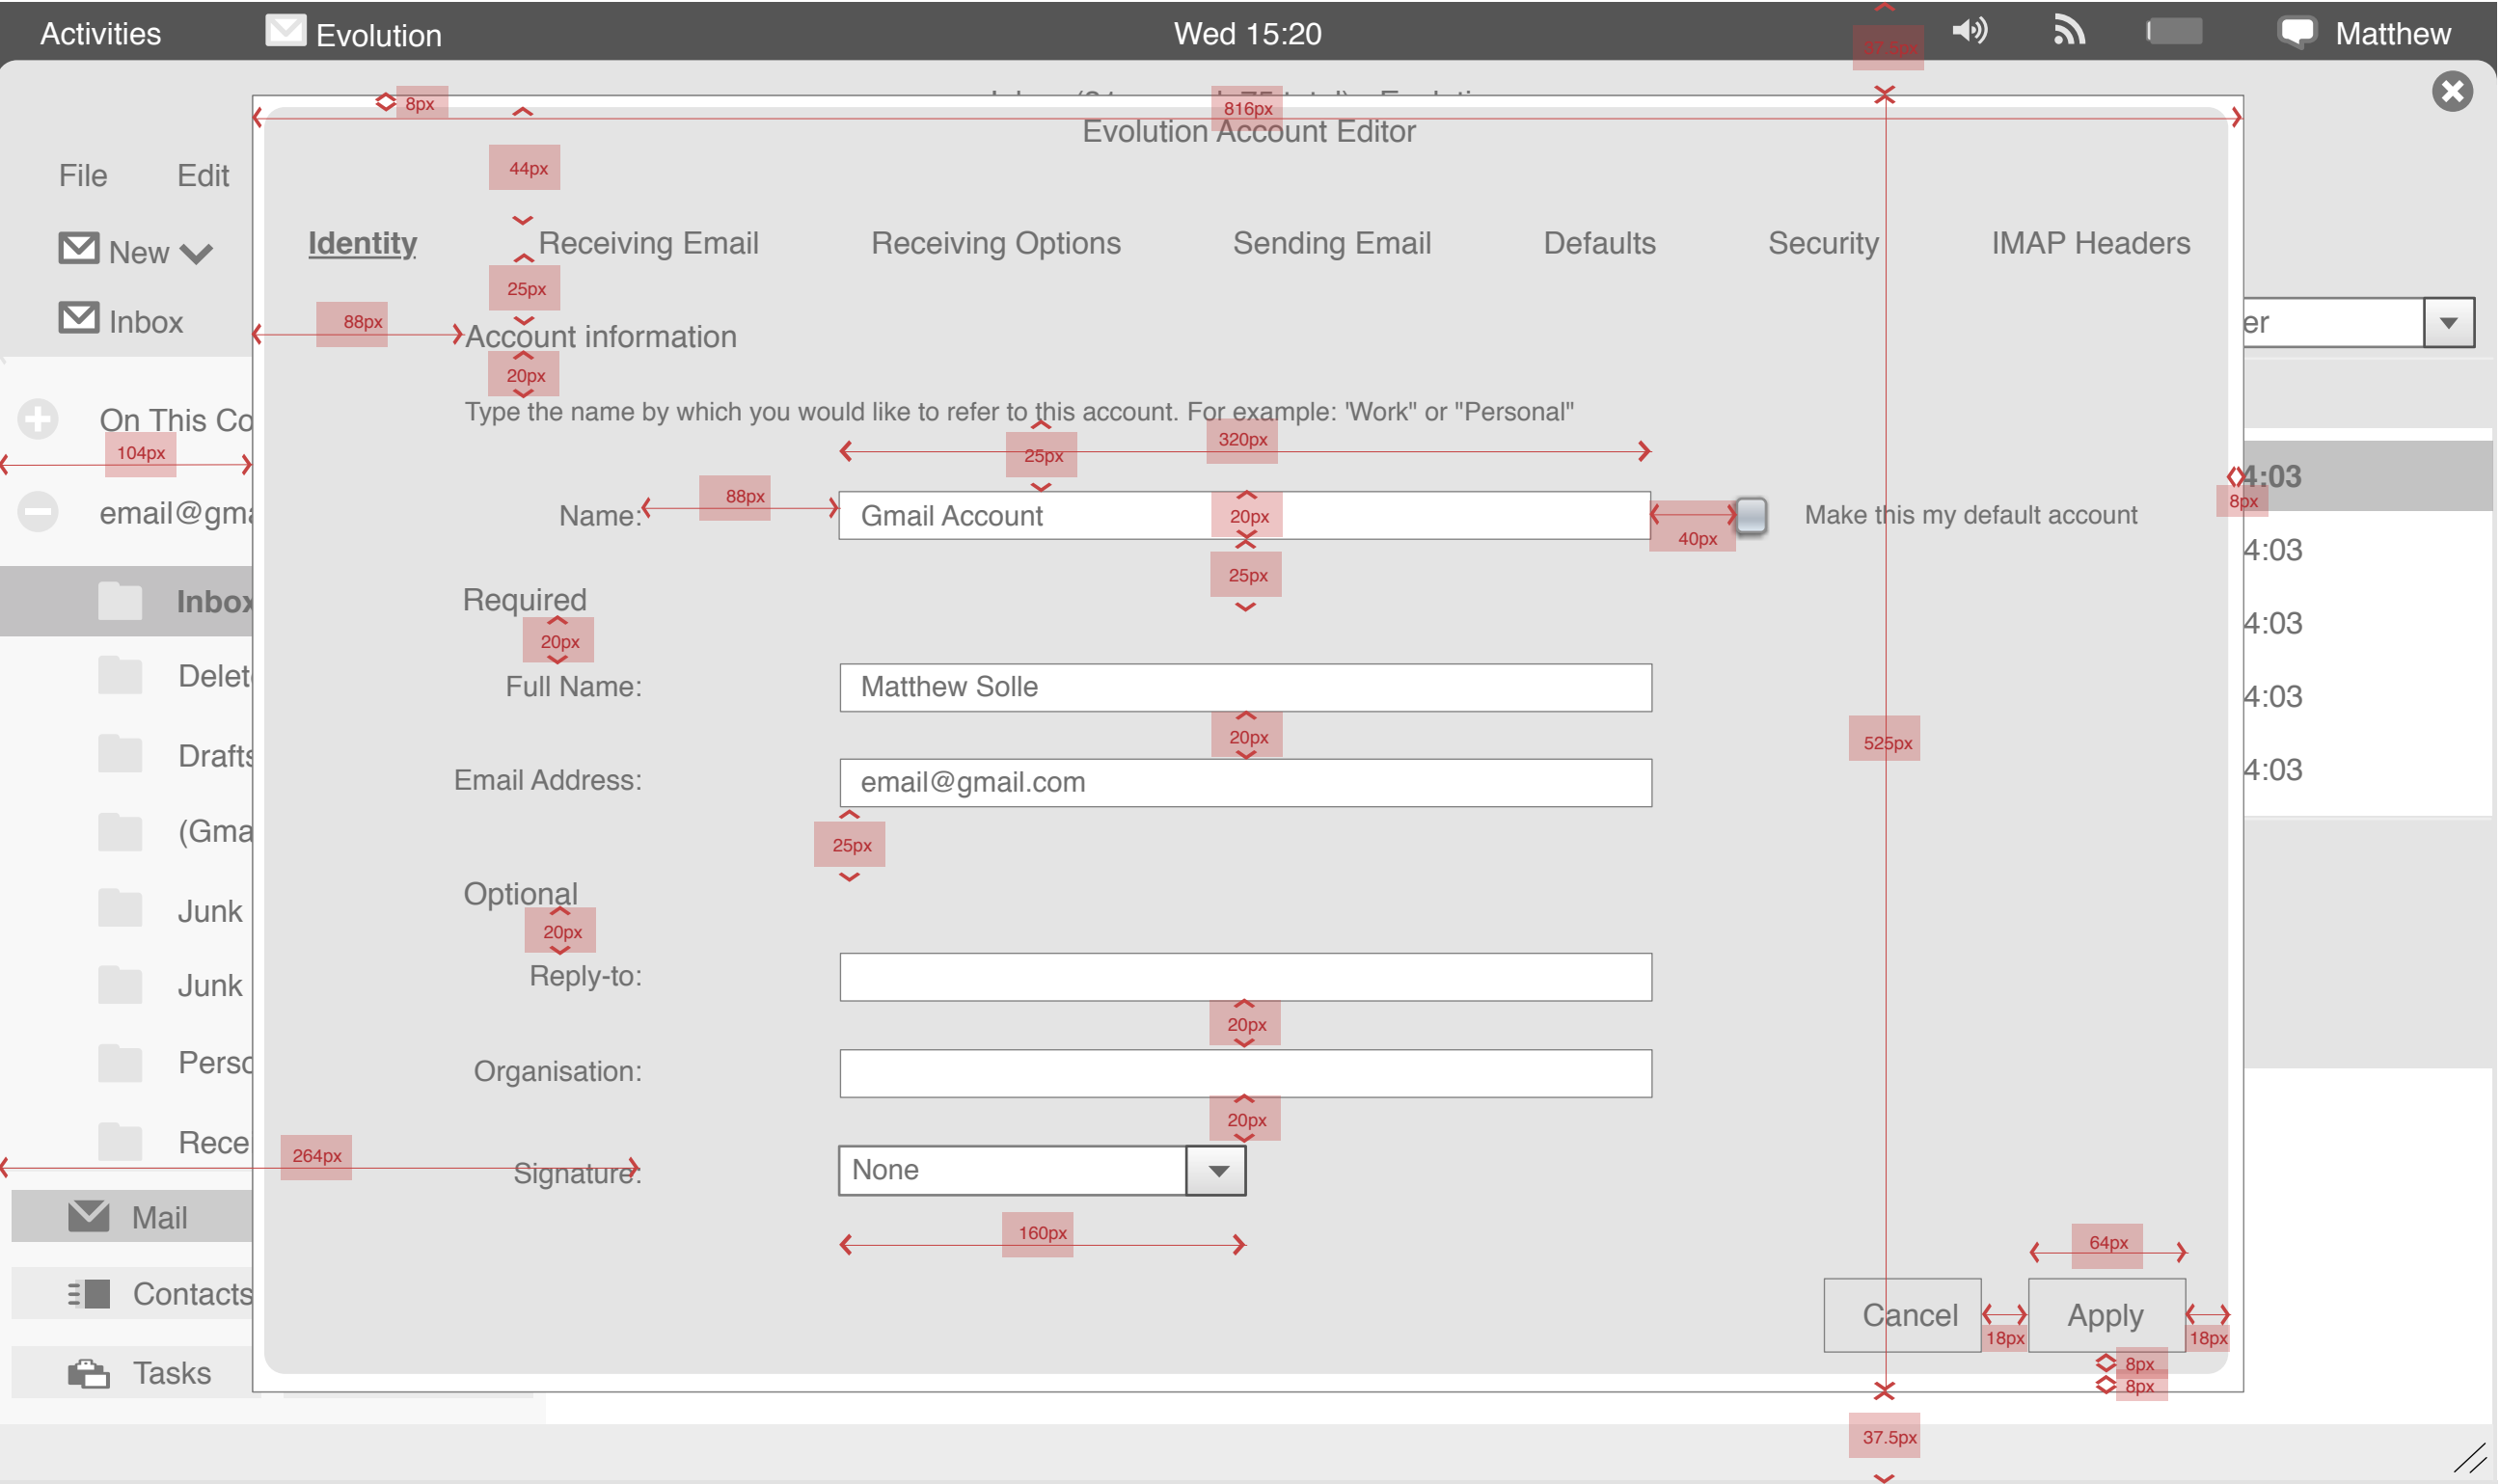 Activities Evolution Wed 15:20 37.5px Matthew
8px 816px
Evolution Account Editor
44px
File Edit
Identity Receiving Email Receiving Options Sending Email Defaults Security IMAP Headers
New
25px
Inbox 88px Account information er
20px
Type the name by which you would like to refer to this account. For example: 'Work" or "Personal"
On This Co
104px 25px 320px
4:03
email@gma Name: 88px Gmail Account 20px 40px Make this my default account 8px
4:03
25px
Inbox Required 4:03
20px
Delet Full Name: Matthew Solle 4:03
20px 525px
Drafts Email Address: email@gmail.com 4:03
(Gma 25px
Junk Optional
20px
Junk Reply-to:
20px
Perso Organisation:
20px
Rece 264px Signature: None
Mail 160px 64px
Contacts Cancel 18px Apply 18px
Tasks 8px
8px
37.5px